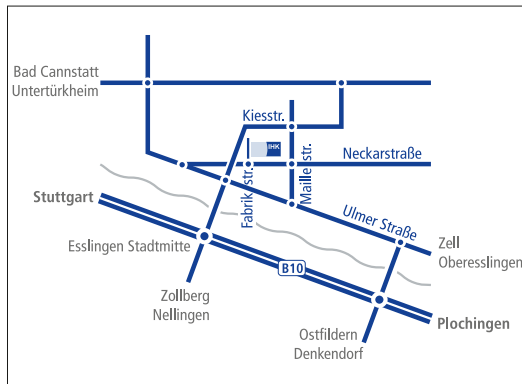 Bad Cannstatt
Untertürkheim
Kiesstr.
IHK
Neckarstraße
Fabrikstr.
Maillestr.
Stuttgart
Ulmer Straße
Esslingen Stadtmitte
Zell
Oberesslingen
B10
Zollberg
Nellingen
Plochingen
Ostfildern
Denkendorf